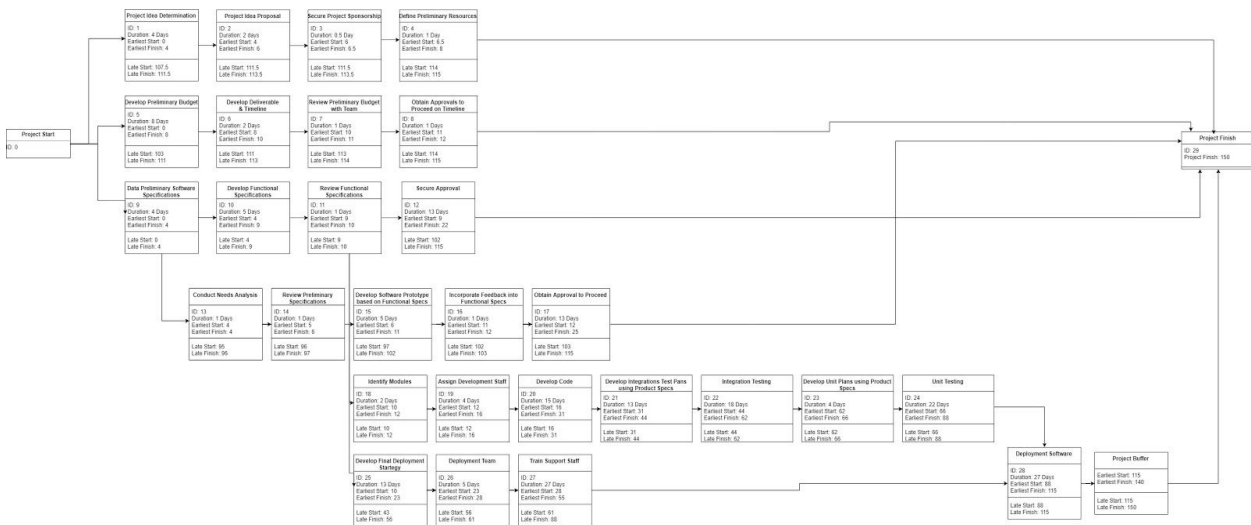 Project Start
ID: 0
Project Idea Determination
ID: 1
Duration: 4 Days
Earliest Start: 0
Earliest Finish: 4
Late Start: 107.5
Late Finish: 111.5
Project Idea Proposal
ID: 2
Duration: 2 days
Earliest Start: 4
Earliest Finish: 6
Late Start: 111.5
Late Finish: 113.5
Secure Project Sponsorship
ID: 3
Duration: 0.5 Day
Earliest Start: 6
Earliest Finish: 6.5
Late Start: 111.5
Late Finish: 113.5
Define Preliminary Resources
ID: 4
Duration: 1 Day
Earliest Start: 6.5
Earliest Finish: 8
Late Start: 114
Late Finish: 115
Develop Preliminary Budget
ID: 5
Duration: 8 Days
Earliest Start: 0
Earliest Finish: 8
Late Start: 103
Late Finish: 111
Develop Deliverable
& Timeline
ID: 6
Duration: 2 Days
Earliest Start: 8
Earliest Finish: 10
Late Start: 111
Late Finish: 113
Review Preliminary Budget
with Team
ID: 7
Duration: 1 Days
Earliest Start: 10
Earliest Finish: 11
Late Start: 113
Late Finish: 114
Obtain Approvals to
Proceed on Timeline
ID: 8
Duration: 1 Days
Earliest Start: 11
Earliest Finish: 12
Late Start: 114
Late Finish: 115
Project Finish
ID: 29
Project Finish: 150
Data Preliminary Software
Specifications
ID: 9
Duration: 4 Days
Earliest Start: 0
Earliest Finish: 4
Late Start: 0
Late Finish: 4
Develop Functional
Specifications
ID: 10
Duration: 5 Days
Earliest Start: 4
Earliest Finish: 9
Late Start: 4
Late Finish: 9
Review Functional
Specifications
ID: 11
Duration: 1 Days
Earliest Start: 9
Earliest Finish: 10
Late Start: 9
Late Finish: 10
Secure Approval
ID: 12
Duration: 13 Days
Earliest Start: 9
Earliest Finish: 22
Late Start: 102
Late Finish: 115
Conduct Needs Analysis
ID: 13
Duration: 1 Days
Earliest Start: 4
Earliest Finish: 4
Late Start: 95
Late Finish: 96
Review Preliminary
Specifications
ID: 14
Duration: 1 Days
Earliest Start: 5
Earliest Finish: 6
Late Start: 96
Late Finish: 97
Develop Software Prototype
based on Functional Specs
ID: 15
Duration: 5 Days
Earliest Start: 6
Earliest Finish: 11
Late Start: 97
Late Finish: 102
Incorporate Feedback into
Functional Specs
ID: 16
Duration: 1 Days
Earliest Start: 11
Earliest Finish: 12
Late Start: 102
Late Finish: 103
Obtain Approval to Proceed
ID: 17
Duration: 13 Days
Earliest Start: 12
Earliest Finish: 25
Late Start: 103
Late Finish: 115
Identify Modules
ID: 18
Duration: 2 Days
Earliest Start: 10
Earliest Finish: 12
Late Start: 10
Late Finish: 12
Assign Development Staff
ID: 19
Duration: 4 Days
Earliest Start: 12
Earliest Finish: 16
Late Start: 12
Late Finish: 16
Develop Code
ID: 20
Duration: 15 Days
Earliest Start: 16
Earliest Finish: 31
Late Start: 16
Late Finish: 31
Develop Integrations Test Pans
using Product Specs
ID: 21
Duration: 13 Days
Earliest Start: 31
Earliest Finish: 44
Late Start: 31
Late Finish: 44
Integration Testing
ID: 22
Duration: 18 Days
Earliest Start: 44
Earliest Finish: 62
Late Start: 44
Late Finish: 62
Develop Unit Plans using Product
Specs
ID: 23
Duration: 4 Days
Earliest Start: 62
Earliest Finish: 66
Late Start: 62
Late Finish: 66
Unit Testing
ID: 24
Duration: 22 Days
Earliest Start: 66
Earliest Finish: 88
Late Start: 66
Late Finish: 88
Develop Final Deployment
Startegy
ID: 25
Duration: 13 Days
Earliest Start: 10
Earliest Finish: 23
Late Start: 43
Late Finish: 56
Deployment Team
ID: 26
Duration: 5 Days
Earliest Start: 23
Earliest Finish: 28
Late Start: 56
Late Finish: 61
Train Support Staff
ID: 27
Duration: 27 Days
Earliest Start: 28
Earliest Finish: 55
Late Start: 61
Late Finish: 88
Deployment Software
ID: 28
Duration: 27 Days
Earliest Start: 88
Earliest Finish: 115
Late Start: 88
Late Finish: 115
Project Buffer
Earliest Start: 115
Earliest Finish: 140
Late Start: 115
Late Finish: 150